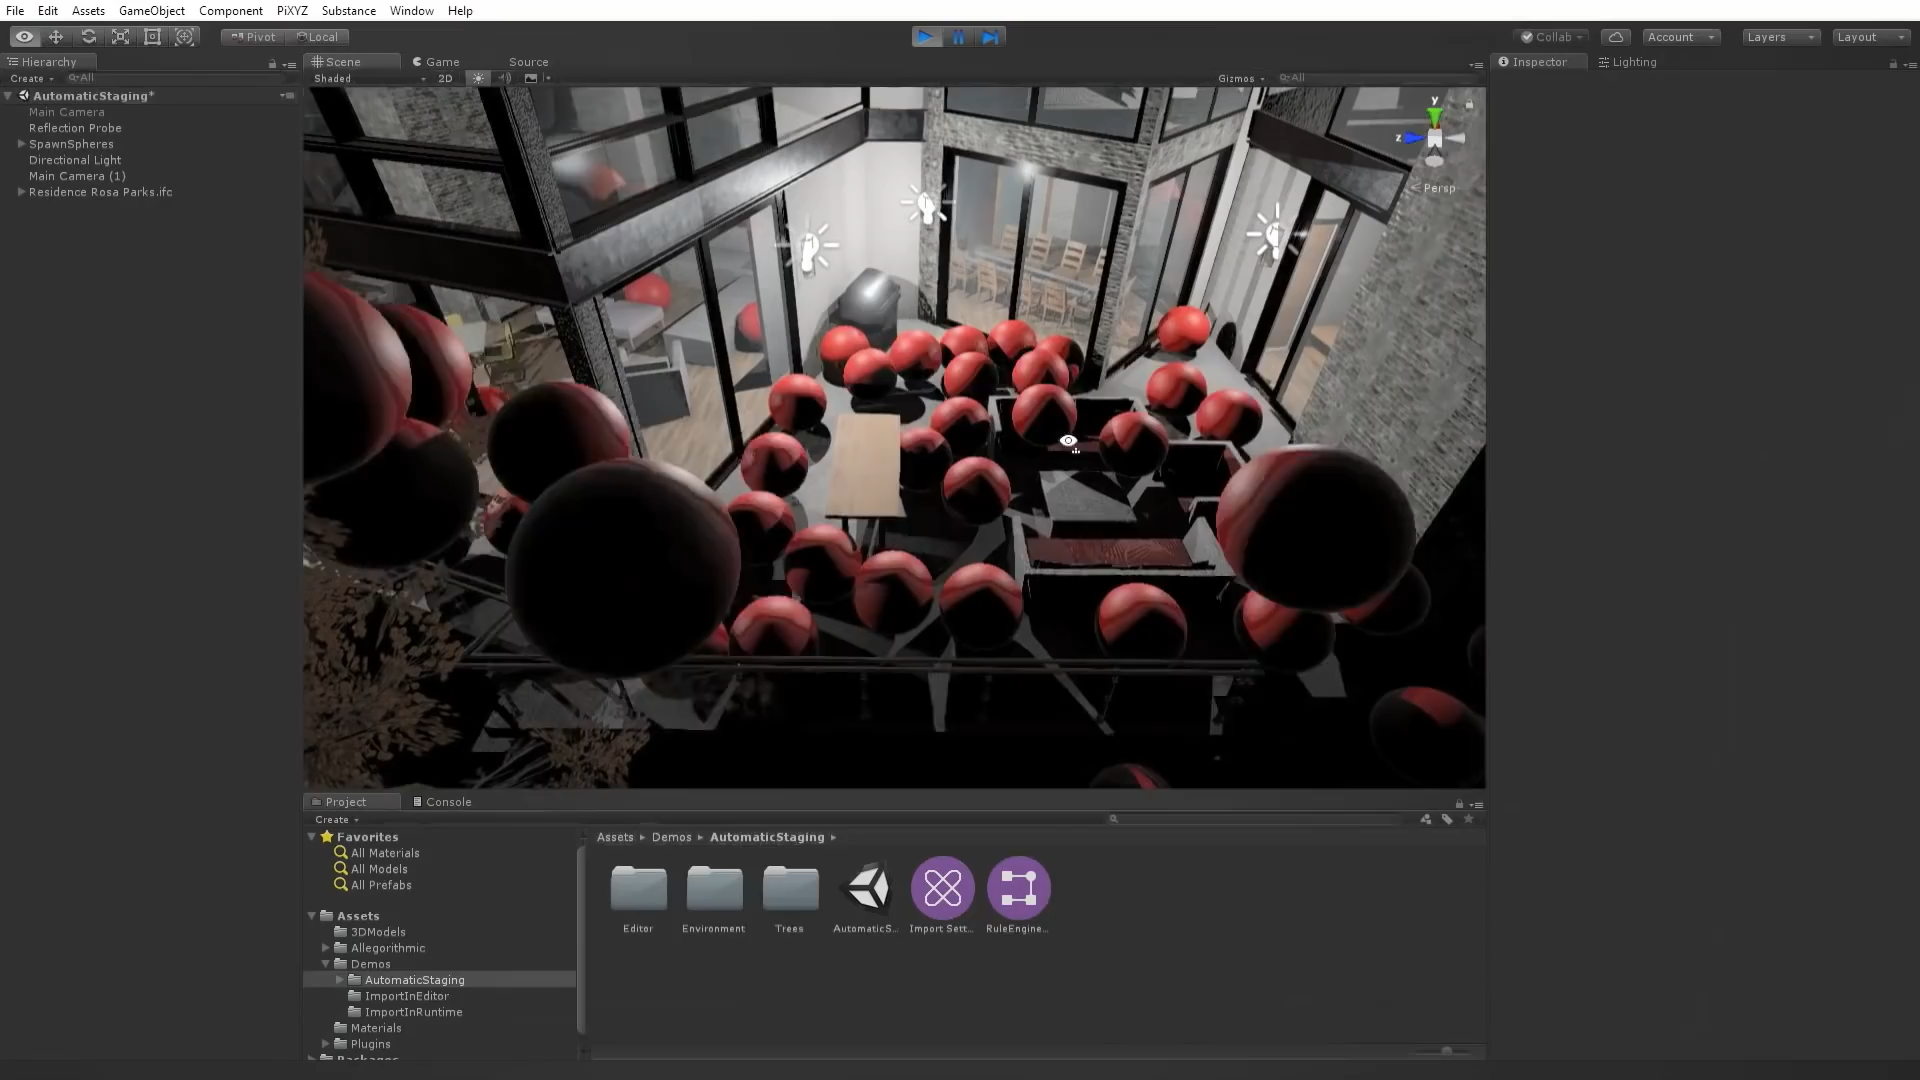 File Edit Assets GameObject Component PiXYZ Substance Window Help
Pivot Local
Collab Account Layers Layout
Hierarchy
Create All
AutomaticStaging*
Main Camera
Reflection Probe
SpawnSpheres
Directional Light
Main Camera (1)
Residence Rosa Parks.ifc
Scene Game Source
Shaded 2D Gizmos All
y
z
Persp
Inspector Lighting
Project Console
Create
Favorites
All Materials
All Models
All Prefabs
Assets
3DModels
Allegorithmic
Demos
AutomaticStaging
ImportInEditor
ImportInRuntime
Materials
Plugins
Packages
Assets Demos AutomaticStaging
Editor Environment Trees AutomaticS... Import Sett... RuleEngine...